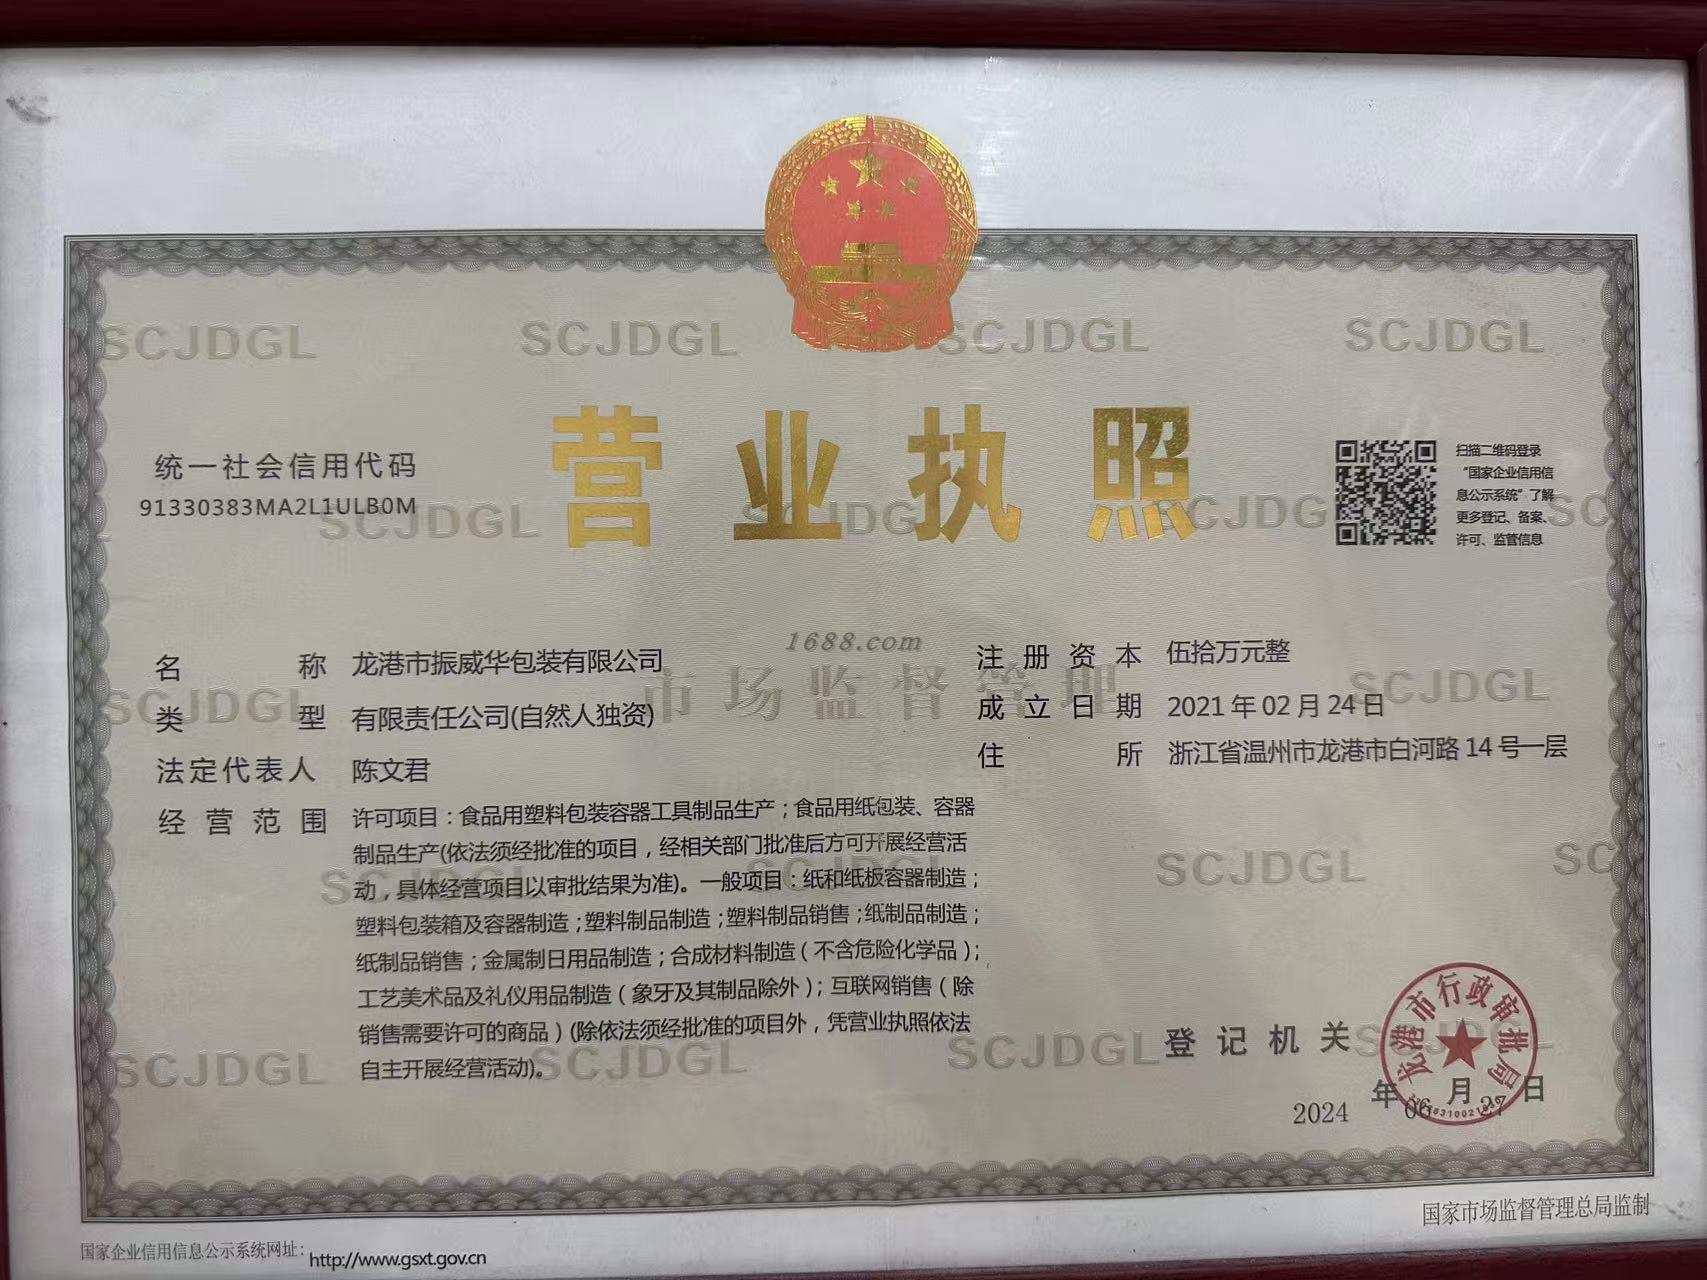 营业执照
统一社会信用代码
91330383MA2L1ULB0M
扫描二维码登录
“国家企业信用信
息公示系统”了解
更多登记、备案、
许可、监管信息
名称 龙港市振威华包装有限公司
类型 有限责任公司(自然人独资)
法定代表人 陈文君
经营范围 许可项目：食品用塑料包装容器工具制品生产；食品用纸包装、容器
制品生产(依法须经批准的项目，经相关部门批准后方可开展经营活
动，具体经营项目以审批结果为准)。一般项目：纸和纸板容器制造；
塑料包装箱及容器制造；塑料制品制造；塑料制品销售；纸制品制造；
纸制品销售；金属制日用品制造；合成材料制造（不含危险化学品）；
工艺美术品及礼仪用品制造（象牙及其制品除外）；互联网销售（除
销售需要许可的商品）(除依法须经批准的项目外，凭营业执照依法
自主开展经营活动)。
注册资本 伍拾万元整
成立日期 2021年02月24日
住所 浙江省温州市龙港市白河路14号一层
1688.com
市场监督管理
SCJDGL SCJDGL SCJDGL SCJDGL
登记机关
龙港市行政审批局
2024年06月27日
国家企业信用信息公示系统网址：http://www.gsxt.gov.cn
国家市场监督管理总局监制